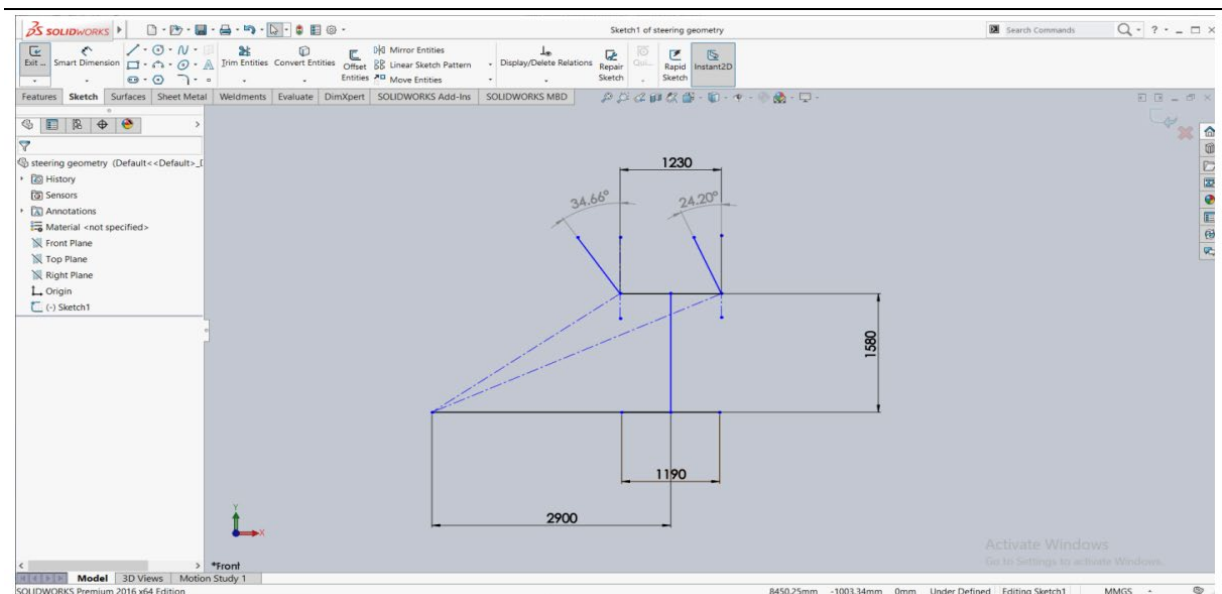 SOLIDWORKS
Sketch1 of steering geometry
Search Commands
?
Exit ...
Smart Dimension
Trim Entities
Convert Entities
Offset Entities
Mirror Entities
Linear Sketch Pattern
Move Entities
Display/Delete Relations
Repair Sketch
Quic...
Rapid Sketch
Instant2D
Features
Sketch
Surfaces
Sheet Metal
Weldments
Evaluate
DimXpert
SOLIDWORKS Add-Ins
SOLIDWORKS MBD
steering geometry (Default<<Default>_D
History
Sensors
Annotations
Material <not specified>
Front Plane
Top Plane
Right Plane
Origin
(-) Sketch1
1230
34.66°
24.20°
1580
1190
2900
Y
X
*Front
Activate Windows
Go to Settings to activate Windows.
Model
3D Views
Motion Study 1
SOLIDWORKS Premium 2016 x64 Edition
8450.25mm
-1003.34mm
0mm
Under Defined
Editing Sketch1
MMGS